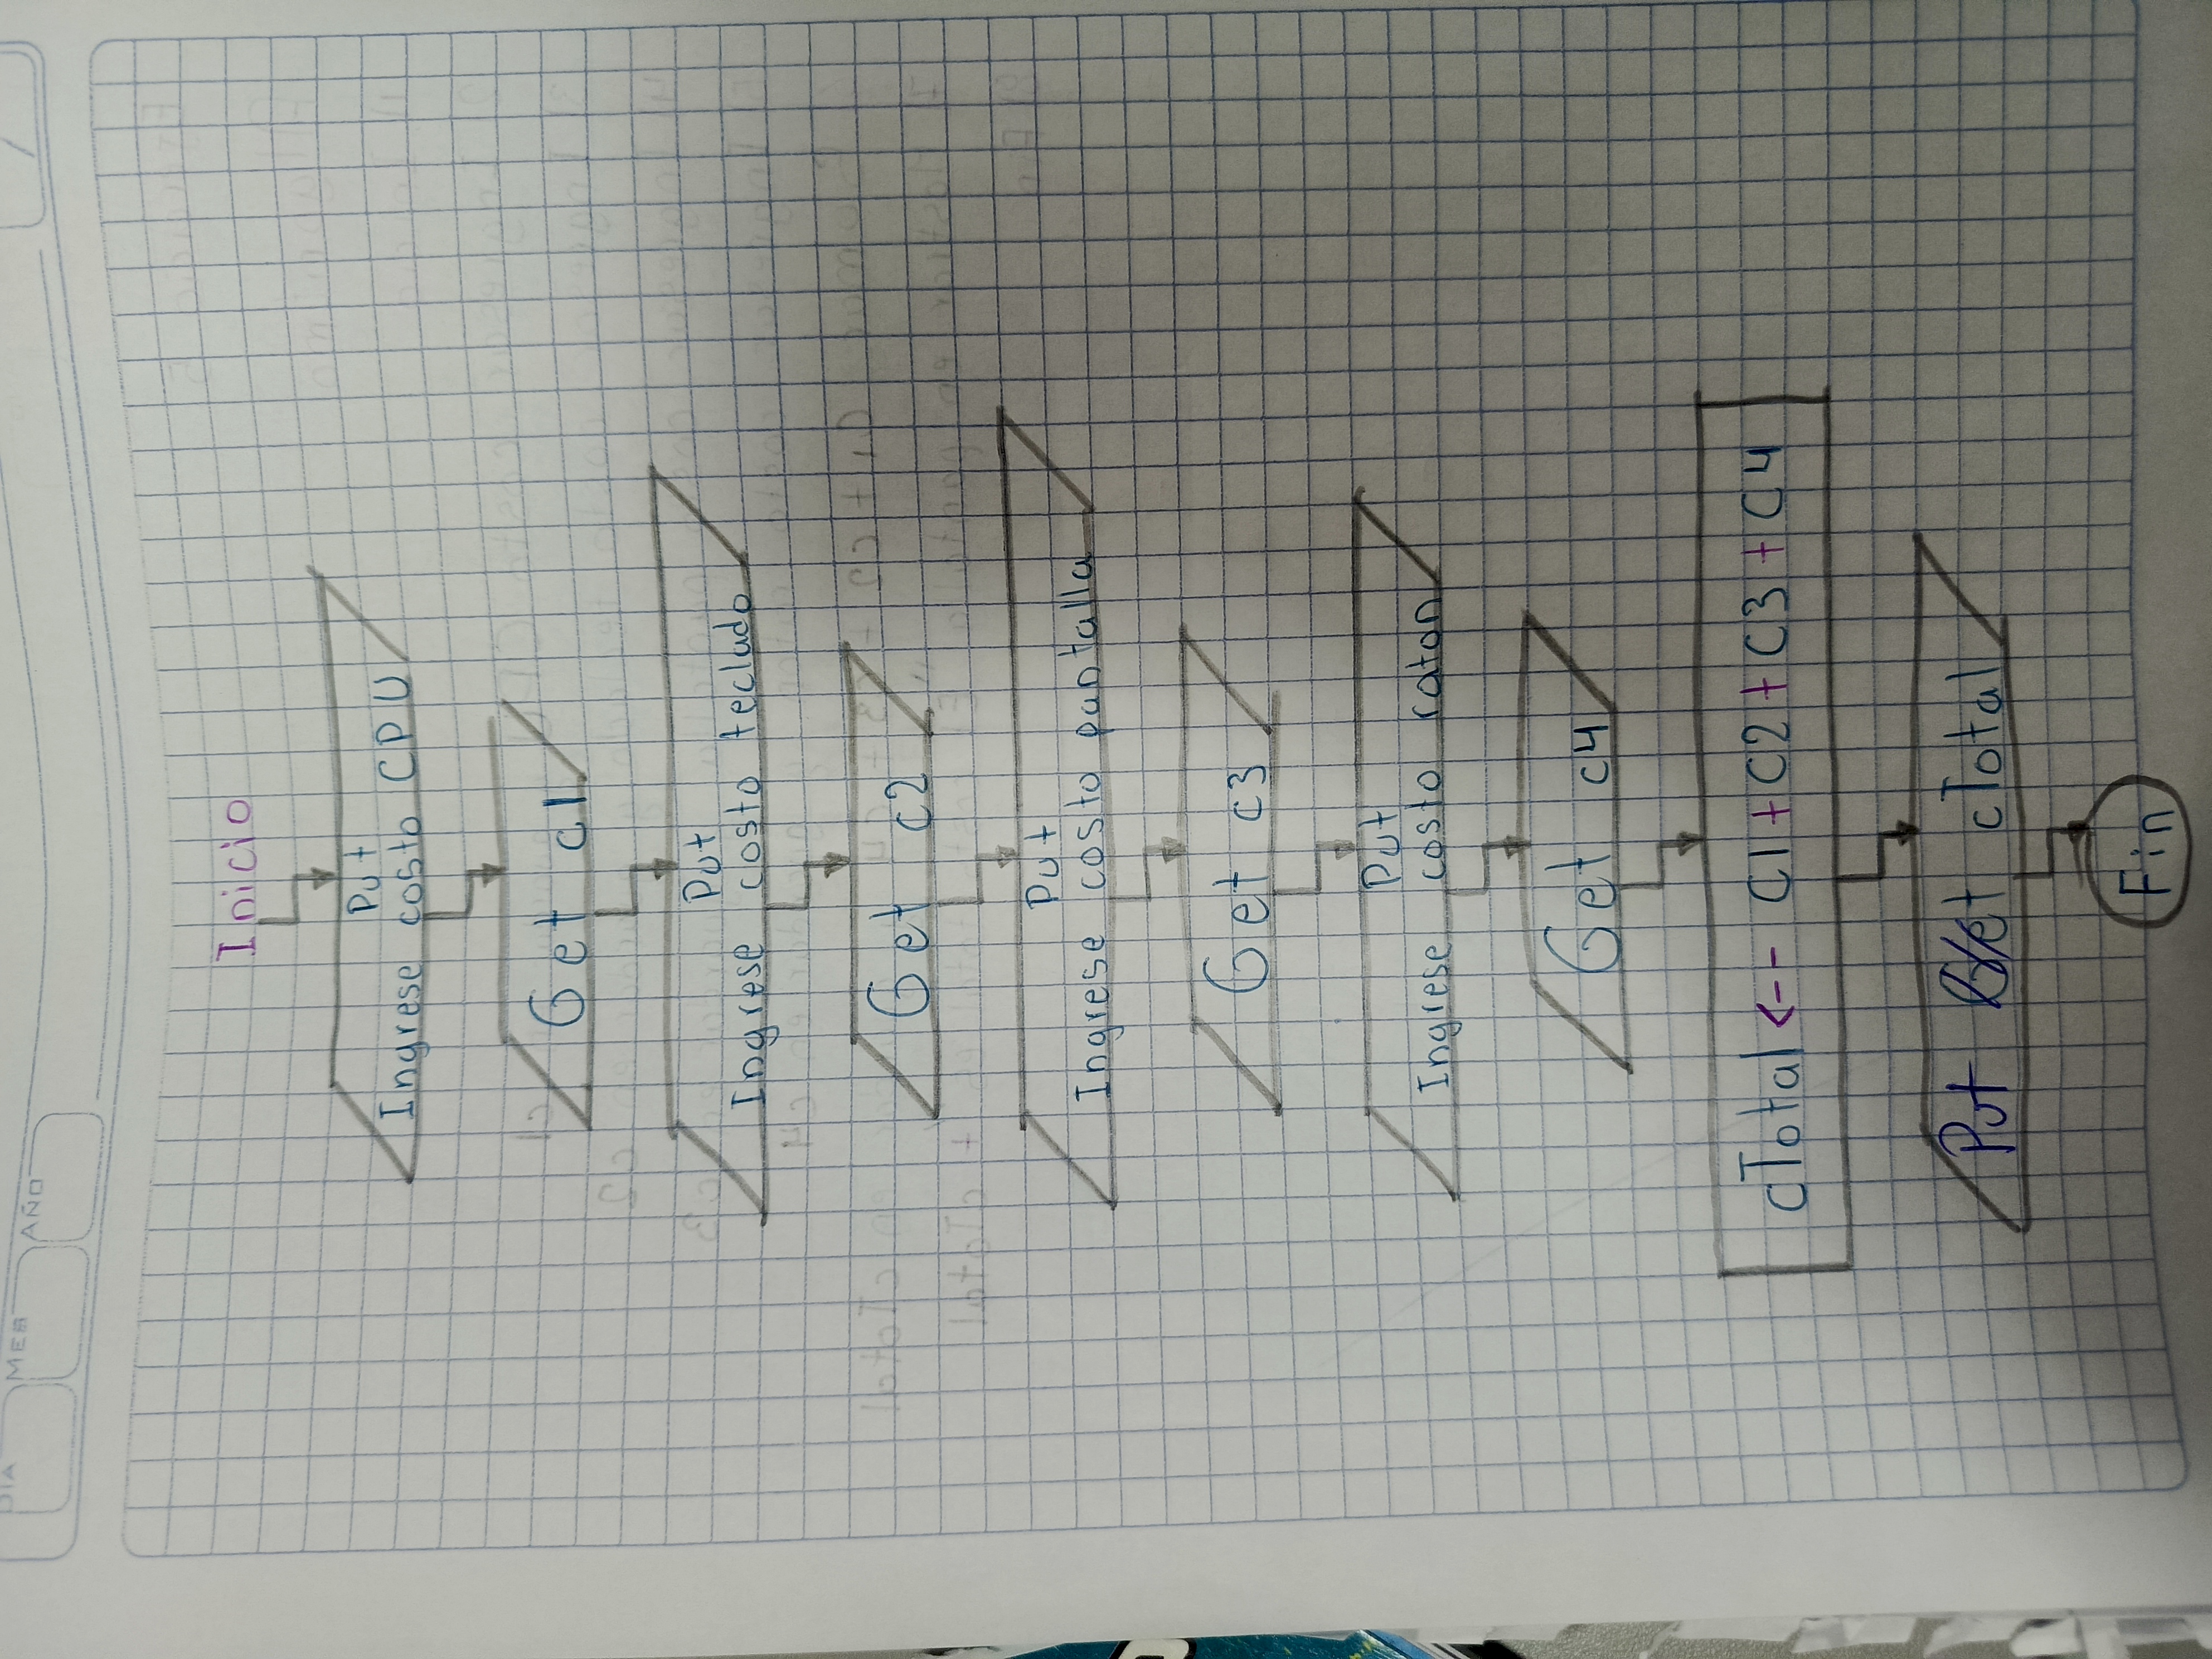 DIA MES AÑO
Inicio
Put
Ingrese costo CPU
Get c1
Put
Ingrese costo teclado
Get c2
Put
Ingrese costo pantalla
Get c3
Put
Ingrese costo raton
Get c4
cTotal <-- C1 + C2 + C3 + C4
Put cTotal
Fin